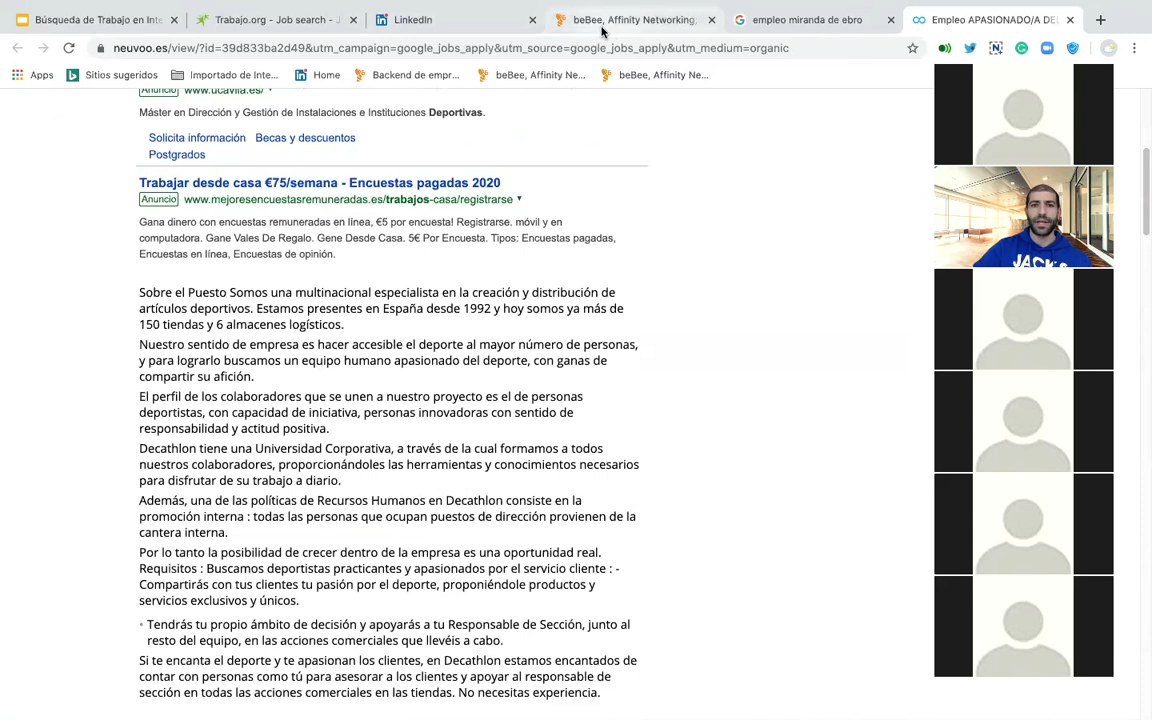 Búsqueda de Trabajo en Inte
Trabajo.org - Job search - J
LinkedIn
beBee, Affinity Networking
empleo miranda de ebro
Empleo APASIONADO/A DE
neuvoo.es/view/?id=39d833ba2d49&utm_campaign=google_jobs_apply&utm_source=google_jobs_apply&utm_medium=organic
Apps
Sitios sugeridos
Importado de Inte...
Home
Backend de empr...
beBee, Affinity Ne...
beBee, Affinity Ne...
Anuncio www.ucavila.es/
Máster en Dirección y Gestión de Instalaciones e Instituciones Deportivas.
Solicita información Becas y descuentos
Postgrados
Trabajar desde casa €75/semana - Encuestas pagadas 2020
Anuncio www.mejoresencuestasremuneradas.es/trabajos-casa/registrarse
Gana dinero con encuestas remuneradas en línea, €5 por encuesta! Registrarse. móvil y en
computadora. Gane Vales De Regalo. Gene Desde Casa. 5€ Por Encuesta. Tipos: Encuestas pagadas,
Encuestas en línea, Encuestas de opinión.
Sobre el Puesto Somos una multinacional especialista en la creación y distribución de
artículos deportivos. Estamos presentes en España desde 1992 y hoy somos ya más de
150 tiendas y 6 almacenes logísticos.
Nuestro sentido de empresa es hacer accesible el deporte al mayor número de personas,
y para lograrlo buscamos un equipo humano apasionado del deporte, con ganas de
compartir su afición.
El perfil de los colaboradores que se unen a nuestro proyecto es el de personas
deportistas, con capacidad de iniciativa, personas innovadoras con sentido de
responsabilidad y actitud positiva.
Decathlon tiene una Universidad Corporativa, a través de la cual formamos a todos
nuestros colaboradores, proporcionándoles las herramientas y conocimientos necesarios
para disfrutar de su trabajo a diario.
Además, una de las políticas de Recursos Humanos en Decathlon consiste en la
promoción interna : todas las personas que ocupan puestos de dirección provienen de la
cantera interna.
Por lo tanto la posibilidad de crecer dentro de la empresa es una oportunidad real.
Requisitos : Buscamos deportistas practicantes y apasionados por el servicio cliente : -
Compartirás con tus clientes tu pasión por el deporte, proponiéndole productos y
servicios exclusivos y únicos.
• Tendrás tu propio ámbito de decisión y apoyarás a tu Responsable de Sección, junto al
resto del equipo, en las acciones comerciales que llevéis a cabo.
Si te encanta el deporte y te apasionan los clientes, en Decathlon estamos encantados de
contar con personas como tú para asesorar a los clientes y apoyar al responsable de
sección en todas las acciones comerciales en las tiendas. No necesitas experiencia.